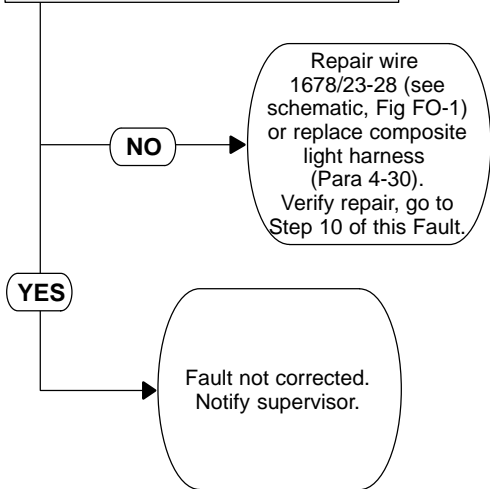 Repair wire
1678/23-28 (see
schematic, Fig FO-1)
or replace composite
light harness
(Para 4-30).
Verify repair, go to
Step 10 of this Fault.
NO
YES
Fault not corrected.
Notify supervisor.